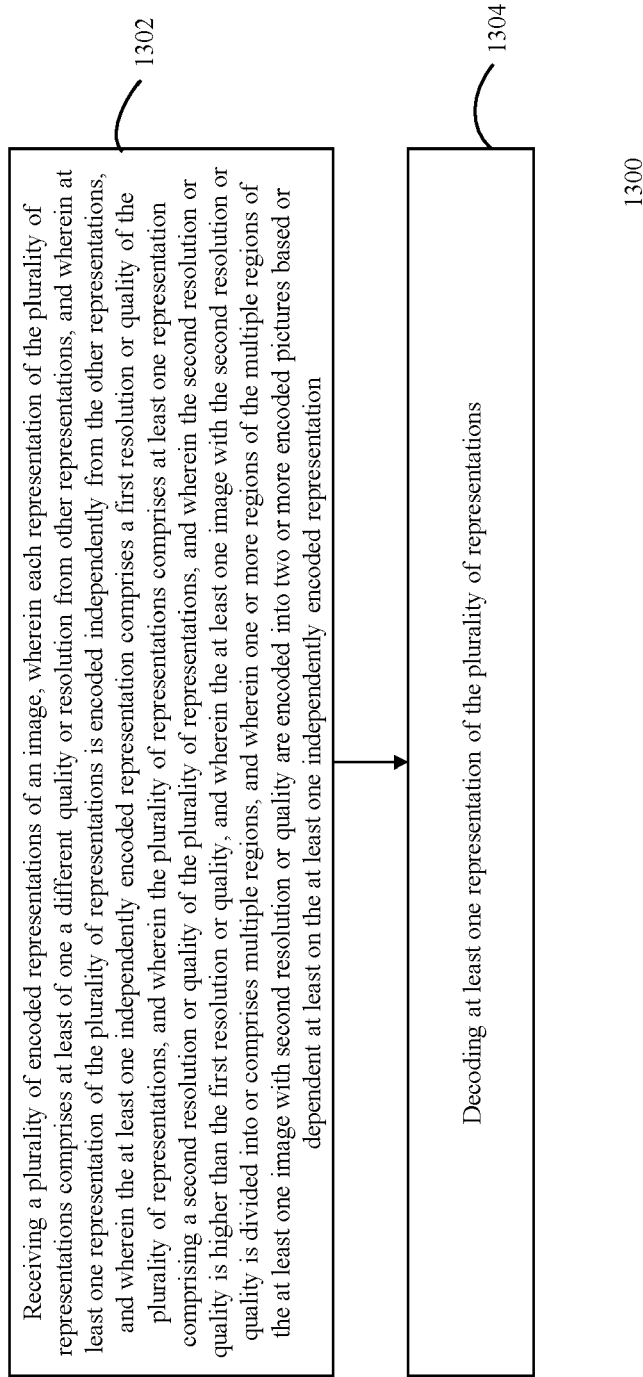 Receiving a plurality of encoded representations of an image, wherein each representation of the plurality of
representations comprises at least of one a different quality or resolution from other representations, and wherein at
least one representation of the plurality of representations is encoded independently from the other representations,
and wherein the at least one independently encoded representation comprises a first resolution or quality of the
plurality of representations, and wherein the plurality of representations comprises at least one representation
comprising a second resolution or quality of the plurality of representations, and wherein the second resolution or
quality is higher than the first resolution or quality, and wherein the at least one image with the second resolution or
quality is divided into or comprises multiple regions, and wherein one or more regions of the multiple regions of
the at least one image with second resolution or quality are encoded into two or more encoded pictures based or
dependent at least on the at least one independently encoded representation
1302
Decoding at least one representation of the plurality of representations
1304
1300